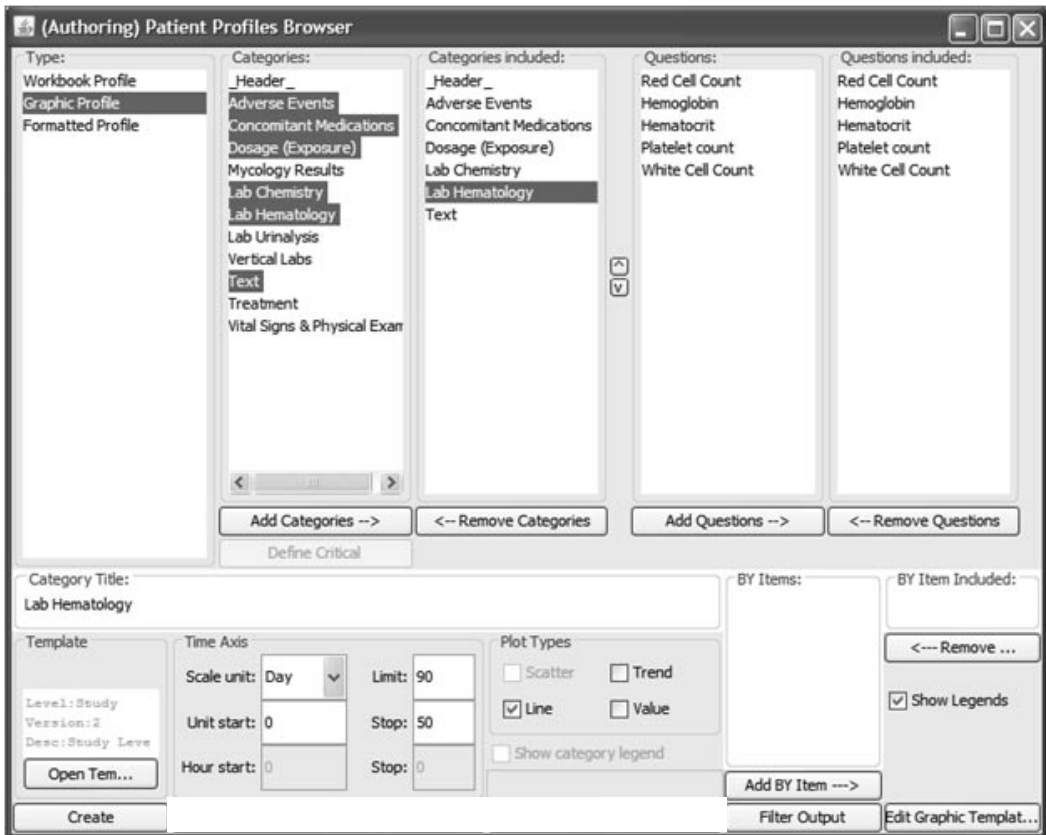 (Authoring) Patient Profiles Browser
Type:
Workbook Profile
Graphic Profile
Formatted Profile
Categories:
_Header_
Adverse Events
Concomitant Medications
Dosage (Exposure)
Mycology Results
Lab Chemistry
Lab Hematology
Lab Urinalysis
Vertical Labs
Text
Treatment
Vital Signs & Physical Exam
Categories included:
_Header_
Adverse Events
Concomitant Medications
Dosage (Exposure)
Lab Chemistry
Lab Hematology
Text
^
v
Questions:
Red Cell Count
Hemoglobin
Hematocrit
Platelet count
White Cell Count
Questions included:
Red Cell Count
Hemoglobin
Hematocrit
Platelet count
White Cell Count
Add Categories -->
<-- Remove Categories
Add Questions -->
<-- Remove Questions
Define Critical
Category Title:
Lab Hematology
BY Items:
BY Item Included:
Template
Level:Study
Version:2
Desc:Study Leve
Open Tem...
Time Axis
Scale unit: Day Limit: 90
Unit start: 0 Stop: 50
Hour start: 0 Stop: 0
Plot Types
Scatter Trend
Line Value
Show category legend
<--- Remove ...
Show Legends
Add BY Item --->
Create
Filter Output
Edit Graphic Templat...